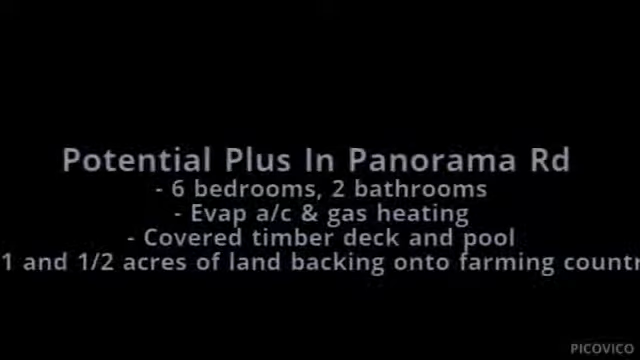 Potential Plus In Panorama Rd
- 6 bedrooms, 2 bathrooms
- Evap a/c & gas heating
- Covered timber deck and pool
1 and 1/2 acres of land backing onto farming countr
PICOVICO